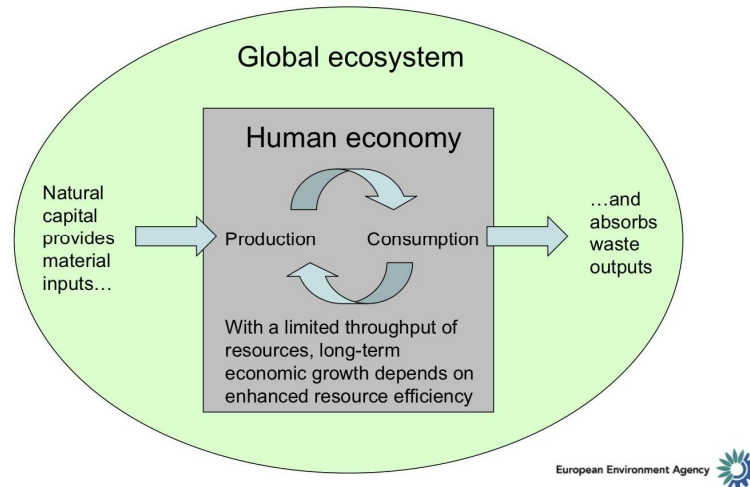 Global ecosystem
Human economy
Natural
capital
provides
material
inputs…
Production
Consumption
…and
absorbs
waste
outputs
With a limited throughput of
resources, long-term
economic growth depends on
enhanced resource efficiency
European Environment Agency